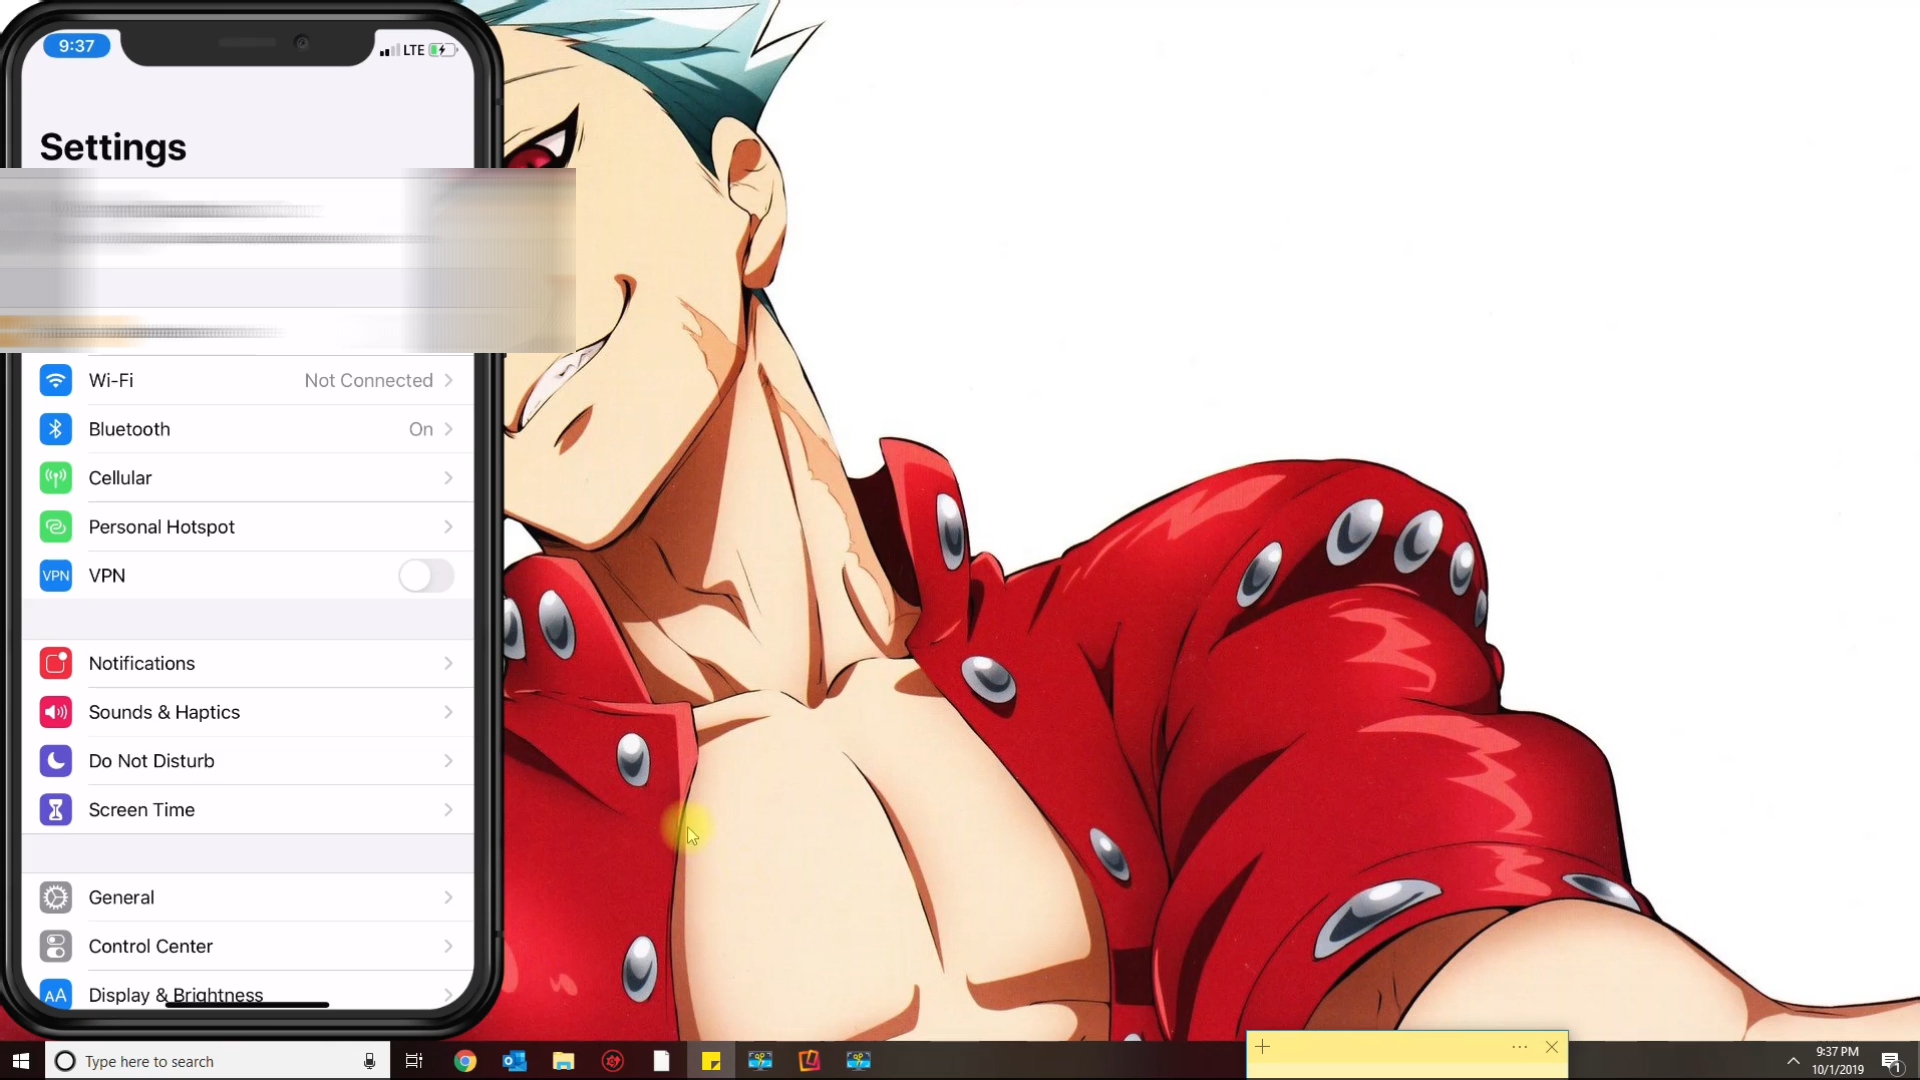 9:37
LTE
Settings
Wi-Fi Not Connected
Bluetooth On
Cellular
Personal Hotspot
VPN VPN
Notifications
Sounds & Haptics
Do Not Disturb
Screen Time
General
Control Center
AA Display & Brightness
Type here to search
9:37 PM
10/1/2019
1